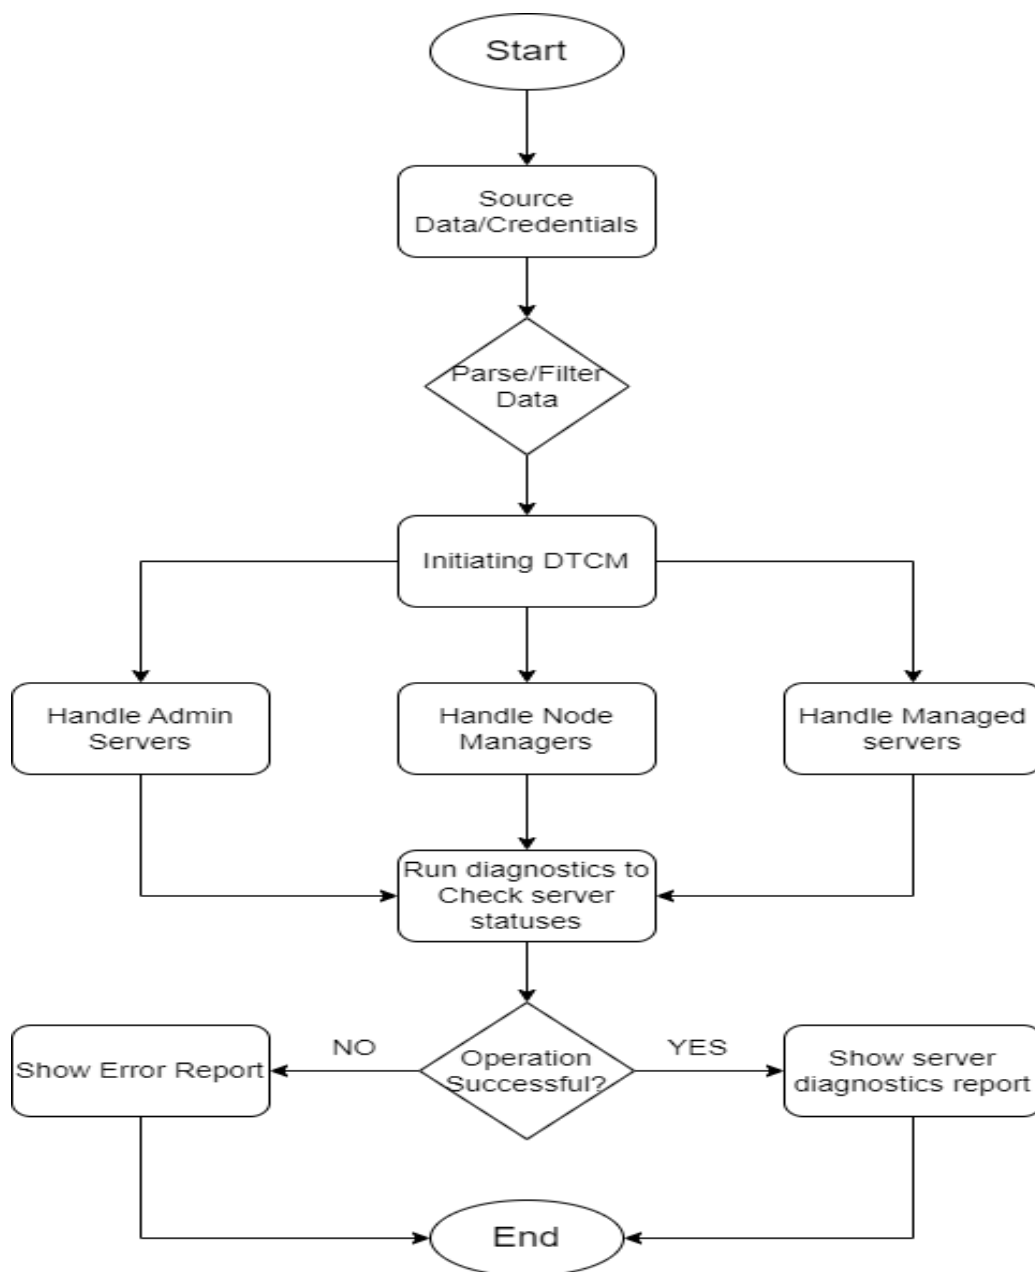 Start
Source
Data/Credentials
Parse/Filter
Data
Initiating DTCM
Handle Admin
Servers
Handle Node
Managers
Handle Managed
servers
Run diagnostics to
Check server
statuses
Show Error Report
NO
Operation
Successful?
YES
Show server
diagnostics report
End